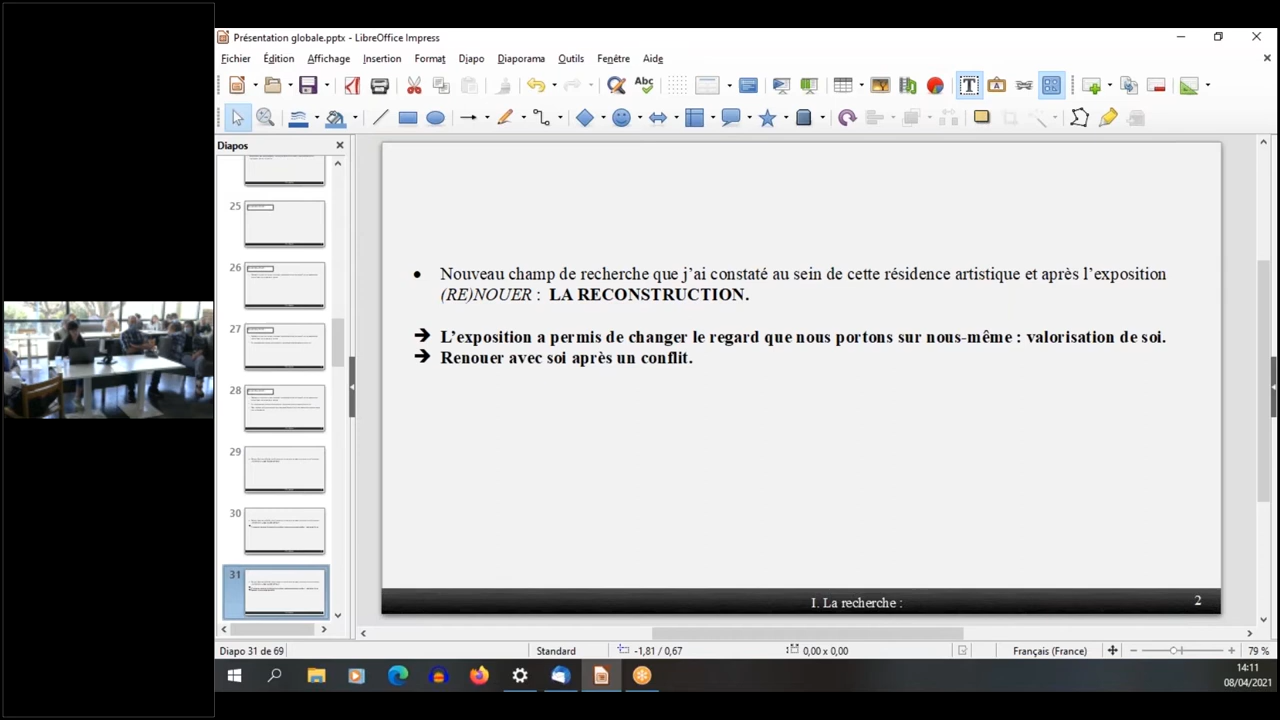 Présentation globale.pptx - LibreOffice Impress
Fichier Édition Affichage Insertion Format Djapo Diaporama Outils Fenêtre Aide
Abc
Diapos
25
26
27
28
29
30
31
• Nouveau champ de recherche que j'ai constaté au sein de cette résidence artistique et après l'exposition
(RE)NOUER : LA RECONSTRUCTION.
➔ L'exposition a permis de changer le regard que nous portons sur nous-même : valorisation de soi.
➔ Renouer avec soi après un conflit.
I. La recherche :
2
Diapo 31 de 69 Standard -1,81 / 0,67 0,00 x 0,00 Français (France) 79 %
14:11
08/04/2021